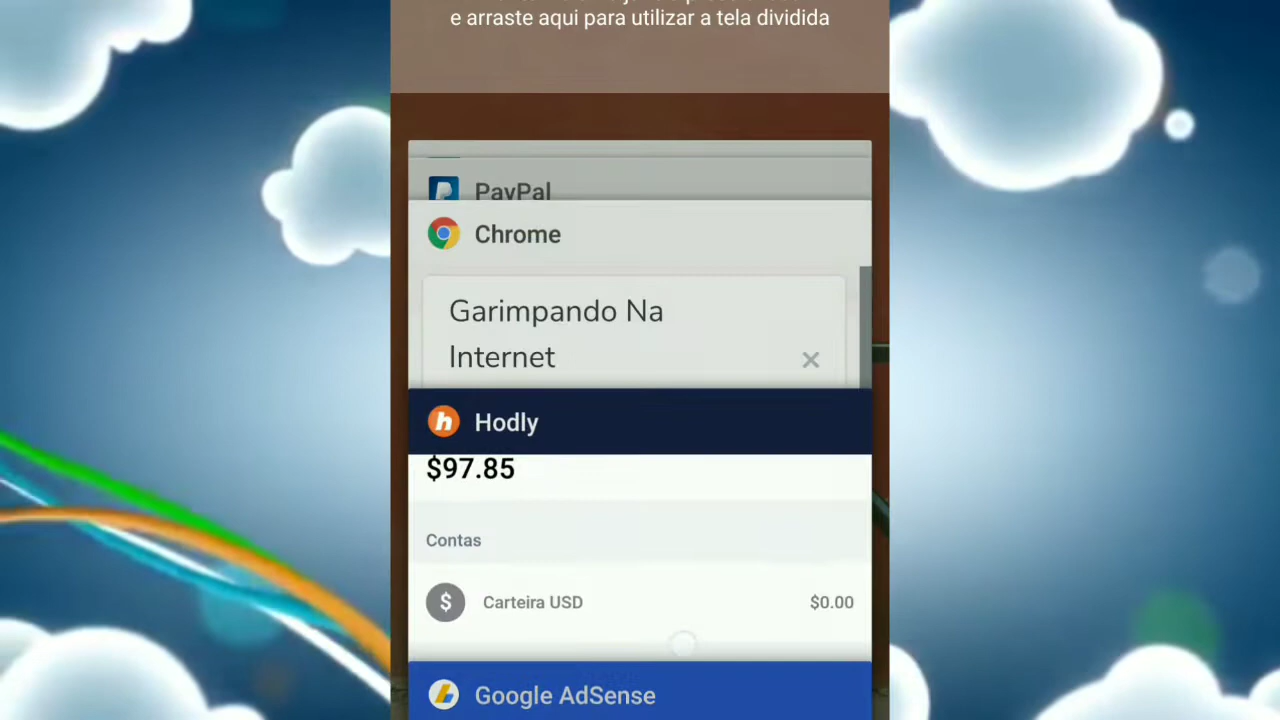 e arraste aqui para utilizar a tela dividida
PayPal
Chrome
Garimpando Na
Internet
Hodly
$97.85
Contas
Carteira USD $0.00
Google AdSense